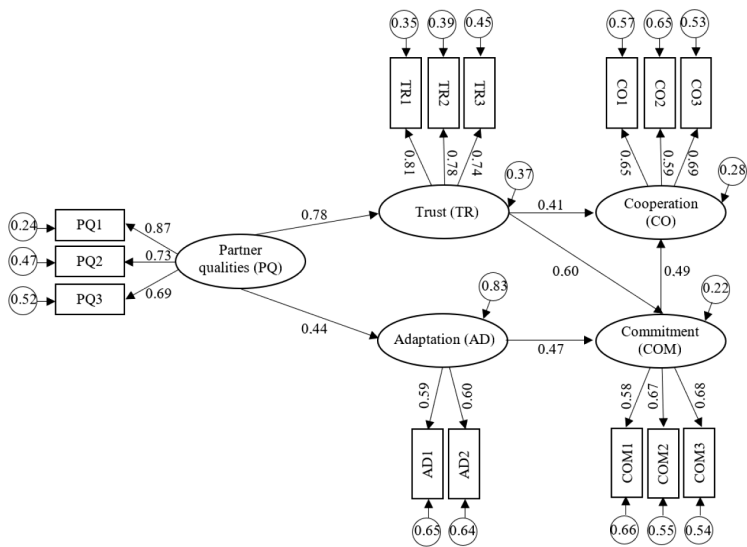 0.35
0.39
0.45
0.57
0.65
0.53
TR1
TR2
TR3
CO1
CO2
CO3
0.81
0.78
0.74
0.65
0.59
0.69
0.37
0.28
0.24
PQ1
0.87
0.78
Trust (TR)
0.41
Cooperation
(CO)
0.47
PQ2
0.73
Partner
qualities (PQ)
0.52
PQ3
0.69
0.60
0.49
0.44
0.83
0.22
Adaptation (AD)
0.47
Commitment
(COM)
0.59
0.60
0.58
0.67
0.68
AD1
AD2
COM1
COM2
COM3
0.65
0.64
0.66
0.55
0.54